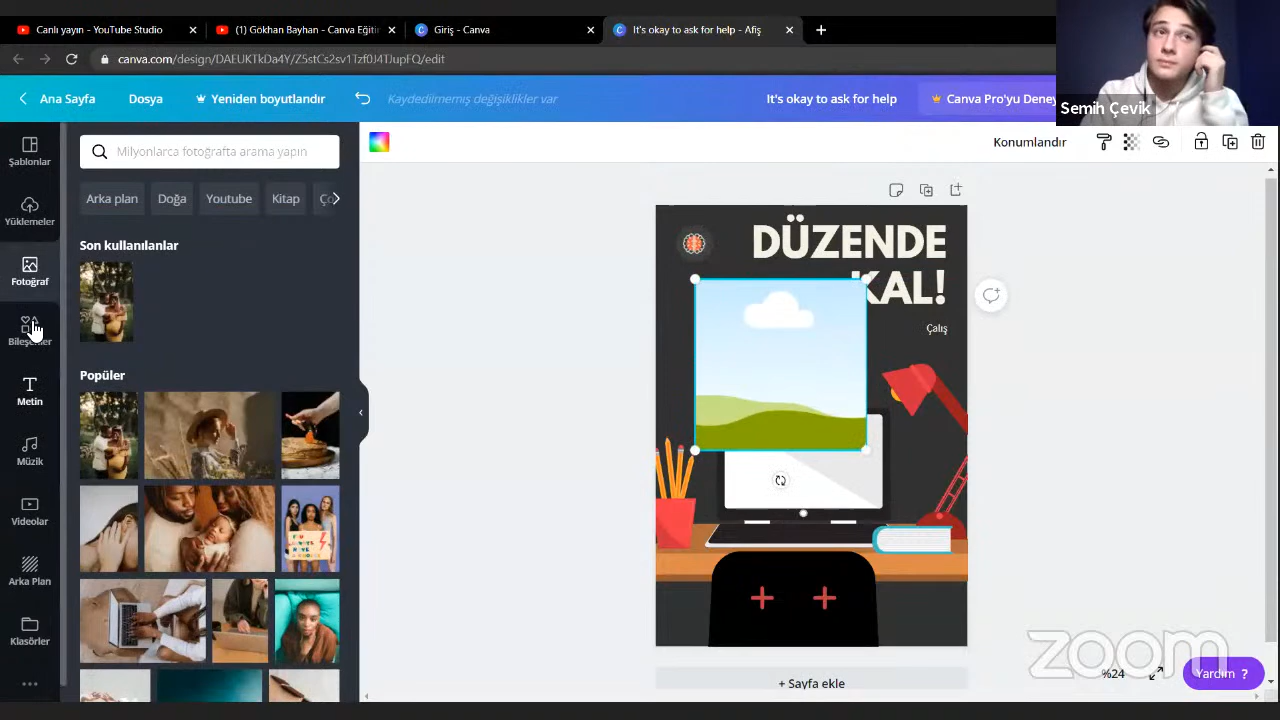 Canlı yayın - YouTube Studio
(1) Gökhan Bayhan - Canva Eğiti
Giriş - Canva
It's okay to ask for help - Afiş
canva.com/design/DAEUKTkDa4Y/Z5stCs2sv1Tzf0J4TJupFQ/edit
Ana Sayfa
Dosya
Yeniden boyutlandır
Kaydedilmemiş değişiklikler var
It's okay to ask for help
Canva Pro'yu Deney
Semih Çevik
Şablonlar
Yüklemeler
Fotoğraf
Bileşenler
Metin
Müzik
Videolar
Arka Plan
Klasörler
Milyonlarca fotoğrafta arama yapın
Arka plan
Doğa
Youtube
Kitap
Ço
Son kullanılanlar
Popüler
Konumlandır
DÜZENDE
KAL!
Çalış
+ Sayfa ekle
zoom
%24
Yardım ?